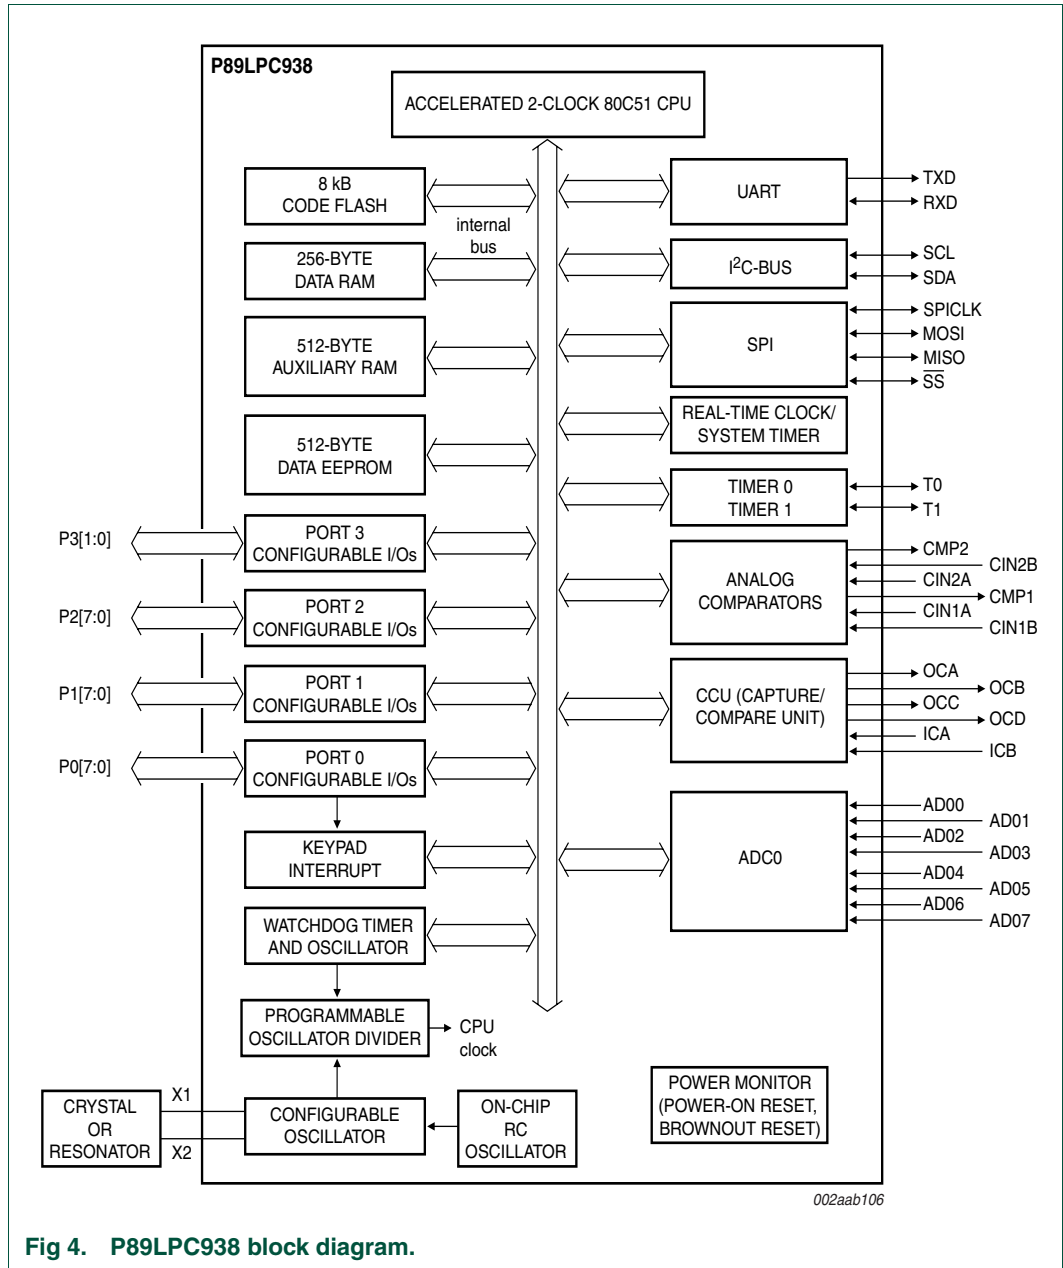 P89LPC938
ACCELERATED 2-CLOCK 80C51 CPU
8 kB
CODE FLASH
internal
bus
256-BYTE
DATA RAM
512-BYTE
AUXILIARY RAM
512-BYTE
DATA EEPROM
P3[1:0]
PORT 3
CONFIGURABLE I/Os
P2[7:0]
PORT 2
CONFIGURABLE I/Os
P1[7:0]
PORT 1
CONFIGURABLE I/Os
P0[7:0]
PORT 0
CONFIGURABLE I/Os
KEYPAD
INTERRUPT
WATCHDOG TIMER
AND OSCILLATOR
PROGRAMMABLE
OSCILLATOR DIVIDER
CPU
clock
CRYSTAL
OR
RESONATOR
X1
X2
CONFIGURABLE
OSCILLATOR
ON-CHIP
RC
OSCILLATOR
UART
TXD
RXD
I2C-BUS
SCL
SDA
SPI
SPICLK
MOSI
MISO
SS
REAL-TIME CLOCK/
SYSTEM TIMER
TIMER 0
TIMER 1
T0
T1
ANALOG
COMPARATORS
CMP2
CIN2B
CIN2A
CMP1
CIN1A
CIN1B
CCU (CAPTURE/
COMPARE UNIT)
OCA
OCB
OCC
OCD
ICA
ICB
ADC0
AD00
AD01
AD02
AD03
AD04
AD05
AD06
AD07
POWER MONITOR
(POWER-ON RESET,
BROWNOUT RESET)
002aab106
Fig 4. P89LPC938 block diagram.